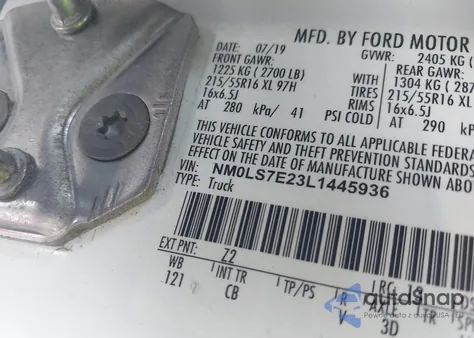 MFD. BY FORD MOTOR
DATE: 07/19 GVWR: 2405 KG (
FRONT GAWR: REAR GAWR:
1225 KG ( 2700 LB) WITH 1304 KG ( 287
215/55R16 XL 97H TIRES 215/55R16 XL
16x6.5J RIMS 16x6.5J
AT 280 kPa/ 41 PSI COLD AT 290
THIS VEHICLE CONFORMS TO ALL APPLICABLE FEDERA
VEHICLE SAFETY AND THEFT PREVENTION STANDARDS
EFFECT ON THE DATE OF MANUFACTURE SHOWN ABO
VIN: NM0LS7E23L1445936
TYPE: Truck
EXT PNT: Z2
WB INT TR TP/PS R AXLE TR
121 CB V 3D
autdsnap